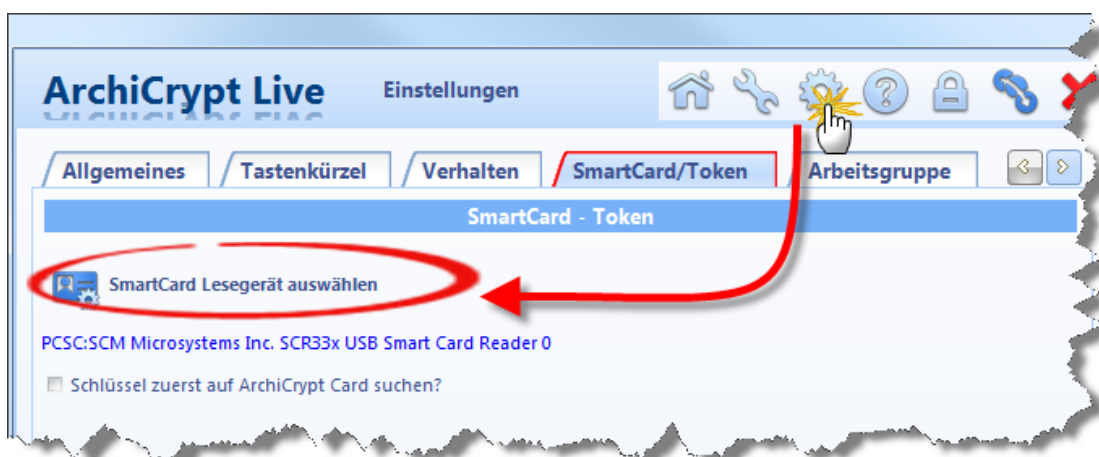 ArchiCrypt Live
Einstellungen
Allgemeines
Tastenkürzel
Verhalten
SmartCard/Token
Arbeitsgruppe
SmartCard - Token
SmartCard Lesegerät auswählen
PCSC:SCM Microsystems Inc. SCR33x USB Smart Card Reader 0
Schlüssel zuerst auf ArchiCrypt Card suchen?